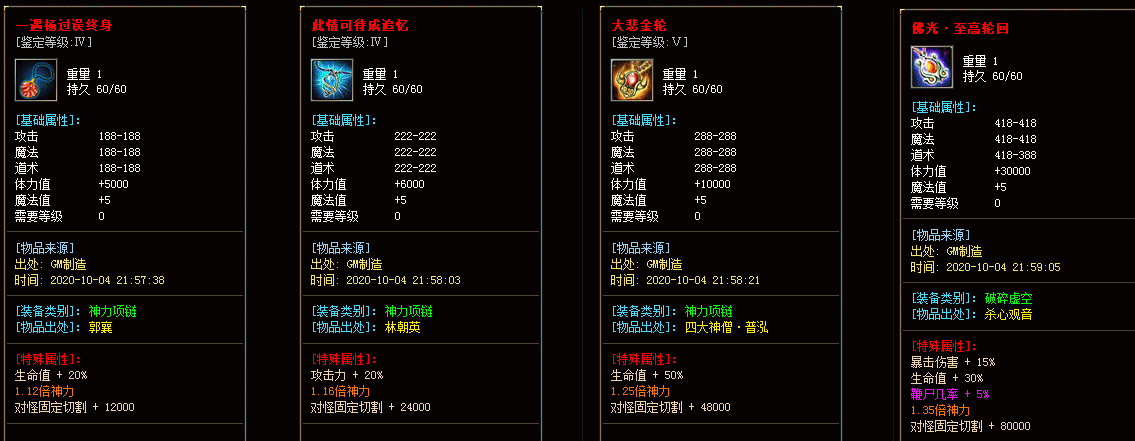 一遇杨过误终身
[鉴定等级:Ⅳ]
重量 1
持久 60/60
[基础属性]:
攻击 188-188
魔法 188-188
道术 188-188
体力值 +5000
魔法值 +5
需要等级 0
[物品来源]
出处: GM制造
时间: 2020-10-04 21:57:38
[装备类别]: 神力项链
[物品出处]: 郭襄
[特殊属性]:
生命值 + 20%
1.12倍神力
对怪固定切割 + 12000
此情可待成追忆
[鉴定等级:Ⅳ]
重量 1
持久 60/60
[基础属性]:
攻击 222-222
魔法 222-222
道术 222-222
体力值 +6000
魔法值 +5
需要等级 0
[物品来源]
出处: GM制造
时间: 2020-10-04 21:58:03
[装备类别]: 神力项链
[物品出处]: 林朝英
[特殊属性]:
攻击力 + 20%
1.16倍神力
对怪固定切割 + 24000
大悲金轮
[鉴定等级:Ⅴ]
重量 1
持久 60/60
[基础属性]:
攻击 288-288
魔法 288-288
道术 288-288
体力值 +10000
魔法值 +5
需要等级 0
[物品来源]
出处: GM制造
时间: 2020-10-04 21:58:21
[装备类别]: 神力项链
[物品出处]: 四大神僧·普泓
[特殊属性]:
生命值 + 50%
1.25倍神力
对怪固定切割 + 48000
佛光·至高轮回
重量 1
持久 60/60
[基础属性]:
攻击 418-418
魔法 418-418
道术 418-388
体力值 +30000
魔法值 +5
需要等级 0
[物品来源]
出处: GM制造
时间: 2020-10-04 21:59:05
[装备类别]: 破碎虚空
[物品出处]: 杀心观音
[特殊属性]:
暴击伤害 + 15%
生命值 + 30%
鞭尸几率 + 5%
1.35倍神力
对怪固定切割 + 80000